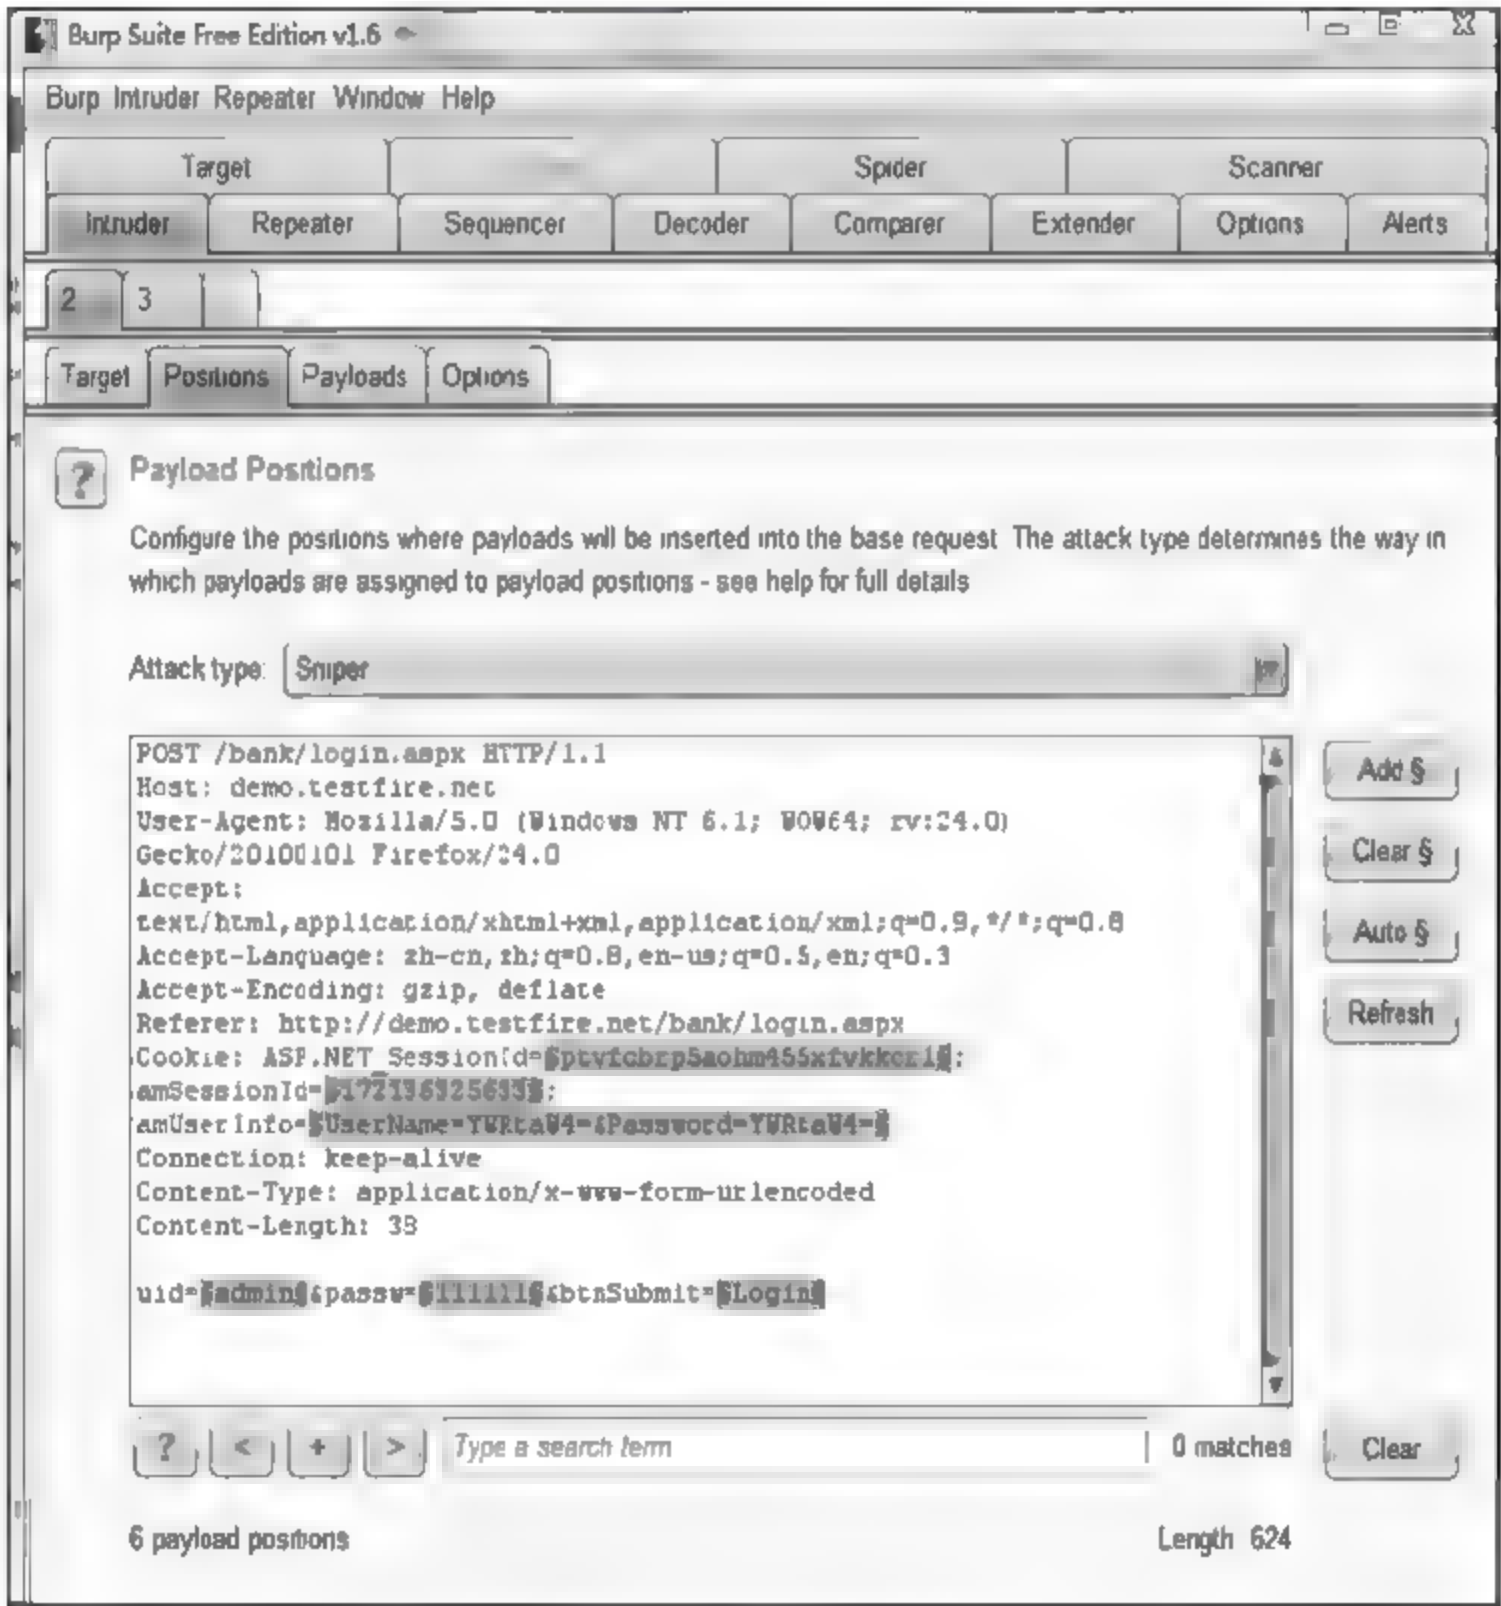 Burp Suite Free Edition v1.6
Burp Intruder Repeater Window Help
Target Spider Scanner
Intruder Repeater Sequencer Decoder Comparer Extender Options Alerts
2 3
Target Positions Payloads Options
? Payload Positions
Configure the positions where payloads will be inserted into the base request The attack type determines the way in
which payloads are assigned to payload positions - see help for full details
Attack type: Sniper
POST /bank/login.aspx HTTP/1.1
Host: demo.testfire.net
User-Agent: Mozilla/5.0 (Windows NT 6.1; WOW64; rv:24.0)
Gecko/20100101 Firefox/24.0
Accept:
text/html,application/xhtml+xml,application/xml;q=0.9,*/*;q=0.8
Accept-Language: zh-cn,zh;q=0.8,en-us;q=0.5,en;q=0.3
Accept-Encoding: gzip, deflate
Referer: http://demo.testfire.net/bank/login.aspx
Cookie: ASP.NET_SessionId=
amSessionId=
amUserInfo=§UserName=YWRtaW4=&Password=YWRtaW4=§
Connection: keep-alive
Content-Type: application/x-www-form-urlencoded
Content-Length: 38
uid=§admin§&passw=§111111§&btnSubmit=§Login§
Add §
Clear §
Auto §
Refresh
? < + > Type a search term 0 matches Clear
6 payload positions Length 624